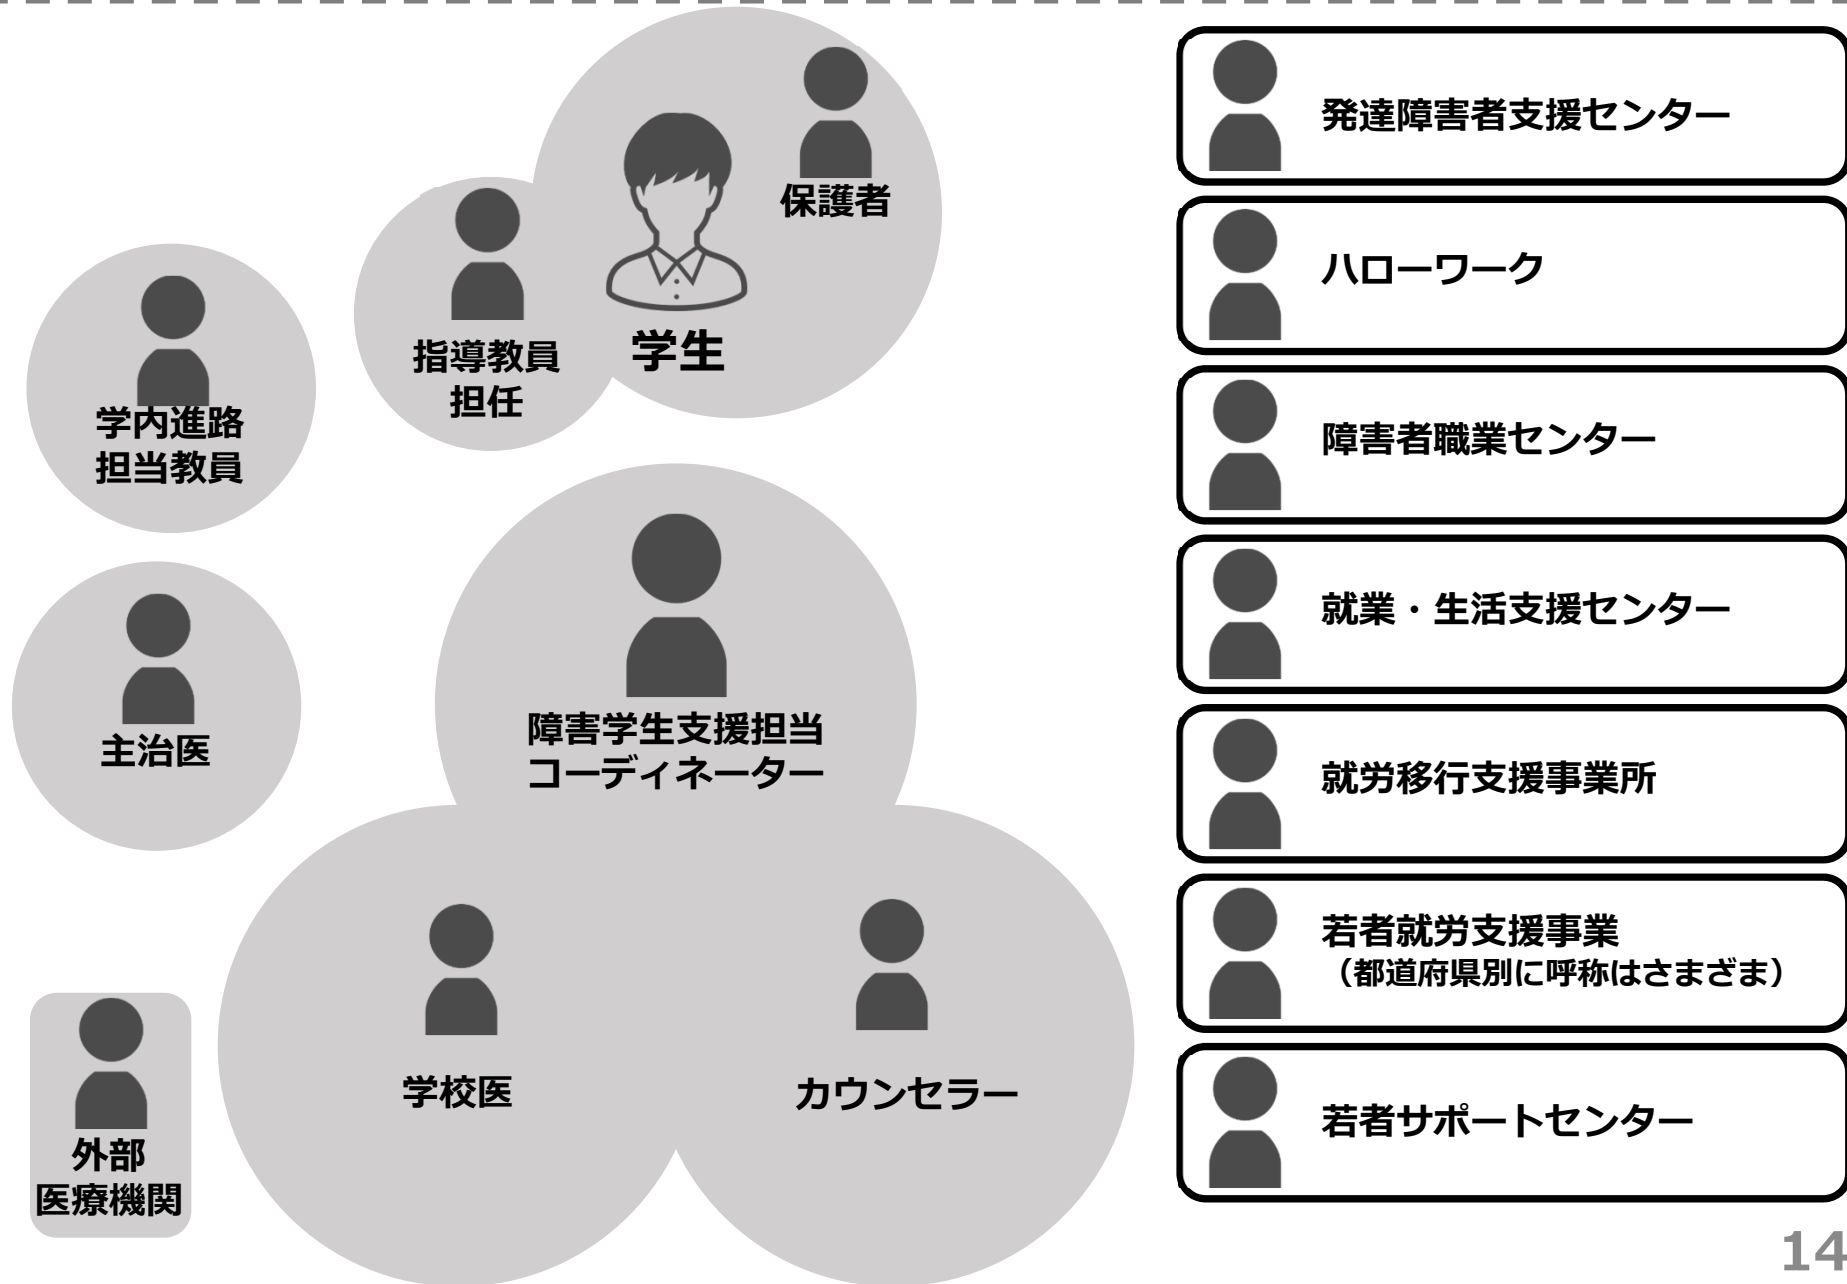 保護者
学生
指導教員
担任
学内進路
担当教員
主治医
障害学生支援担当
コーディネーター
学校医
カウンセラー
外部
医療機関
発達障害者支援センター
ハローワーク
障害者職業センター
就業・生活支援センター
就労移行支援事業所
若者就労支援事業
（都道府県別に呼称はさまざま）
若者サポートセンター
14